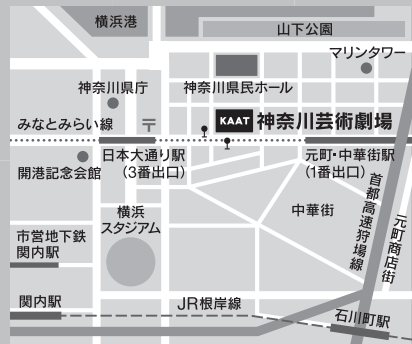 横浜港
山下公園
マリンタワー
神奈川県庁
神奈川県民ホール
みなとみらい線
〒
KAAT 神奈川芸術劇場
開港記念会館
日本大通り駅
(3番出口)
元町・中華街駅
(1番出口)
首都高速狩場線
元町商店街
中華街
横浜
スタジアム
市営地下鉄
関内駅
関内駅
JR根岸線
石川町駅